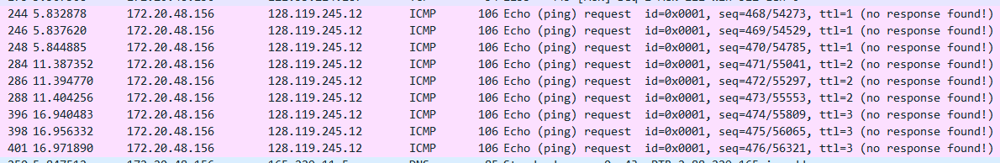 244 5.832878 172.20.48.156 128.119.245.12 ICMP 106 Echo (ping) request id=0x0001, seq=468/54273, ttl=1 (no response found!)
246 5.837620 172.20.48.156 128.119.245.12 ICMP 106 Echo (ping) request id=0x0001, seq=469/54529, ttl=1 (no response found!)
248 5.844885 172.20.48.156 128.119.245.12 ICMP 106 Echo (ping) request id=0x0001, seq=470/54785, ttl=1 (no response found!)
284 11.387352 172.20.48.156 128.119.245.12 ICMP 106 Echo (ping) request id=0x0001, seq=471/55041, ttl=2 (no response found!)
286 11.394770 172.20.48.156 128.119.245.12 ICMP 106 Echo (ping) request id=0x0001, seq=472/55297, ttl=2 (no response found!)
288 11.404256 172.20.48.156 128.119.245.12 ICMP 106 Echo (ping) request id=0x0001, seq=473/55553, ttl=2 (no response found!)
396 16.940483 172.20.48.156 128.119.245.12 ICMP 106 Echo (ping) request id=0x0001, seq=474/55809, ttl=3 (no response found!)
398 16.956332 172.20.48.156 128.119.245.12 ICMP 106 Echo (ping) request id=0x0001, seq=475/56065, ttl=3 (no response found!)
401 16.971890 172.20.48.156 128.119.245.12 ICMP 106 Echo (ping) request id=0x0001, seq=476/56321, ttl=3 (no response found!)